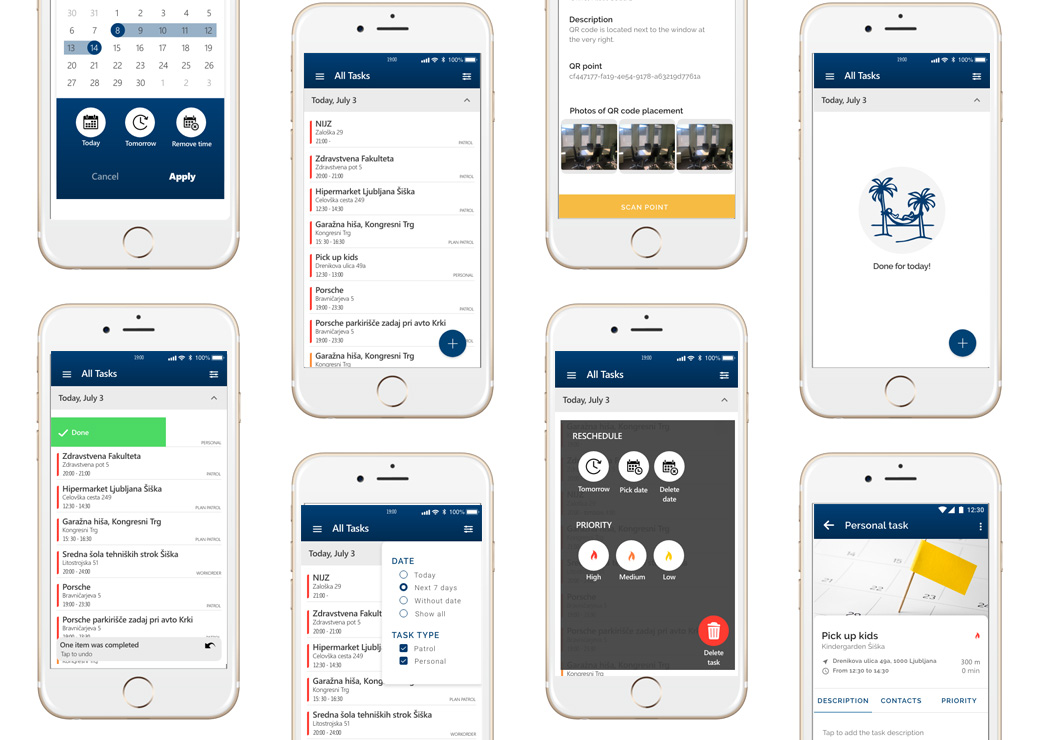 30 31 1 2 3 4 5
6 7 8 9 10 11 12
13 14 15 16 17 18 19
20 21 22 23 24 25 26
27 28 29 30 1 2 3
Today Tomorrow Remove time
Cancel Apply
19:00 100%
All Tasks
Today, July 3
NIJZ
Zaloška 29
21:00 - PATROL
Zdravstvena Fakulteta
Zdravstvena pot 5
20:00 - 21:00 PATROL
Hipermarket Ljubljana Šiška
Celovška cesta 249
12:30 - 14:30 PATROL
Garažna hiša, Kongresni Trg
Kongresni Trg
15: 30 - 16:30 PLAN PATROL
Pick up kids
Drenikova ulica 49a
12:30 - 13:00 PERSONAL
Porsche
Bravničarjeva 5
19:00 - 23:30 PATROL
Porsche parkirišče zadaj pri avto Krki
Bravničarjeva 5
19:00 - 23:30
Garažna hiša, Kongresni Trg
Kongresni Trg
Description
QR code is located next to the window at
the very right.
QR point
cf447177-fa19-4e54-9178-a63219d7761a
Photos of QR code placement
SCAN POINT
19:00 100%
All Tasks
Today, July 3
Done for today!
19:00 100%
All Tasks
Today, July 3
Done
PERSONAL
Zdravstvena Fakulteta
Zdravstvena pot 5
20:00 - 21:00 PATROL
Hipermarket Ljubljana Šiška
Celovška cesta 249
12:30 - 14:30 PLAN PATROL
Garažna hiša, Kongresni Trg
Kongresni Trg
15: 30 - 16:30 PLAN PATROL
Sredna šola tehniških strok Šiška
Litostrojska 51
20:00 - 24:00 WORKORDER
Porsche
Bravničarjeva 5
19:00 - 23:30 PATROL
Porsche parkirišče zadaj pri avto Krki
Bravničarjeva 5
One item was completed
Tap to undo
Kongresni Trg
19:00 100%
All Tasks
Today, July 3
NIJZ
Zaloška 29
21:00 -
Zdravstvena Fakult
Zdravstvena pot 5
20:00 - 21:00
Hipermarket Ljublj
Celovška cesta 249
12:30 - 14:30
Garažna hiša, Kong
Kongresni Trg
15: 30 - 16:30 PLAN PATROL
Sredna šola tehniških strok Šiška
Litostrojska 51
20:00 - 24:00 WORKORDER
DATE
Today
Next 7 days
Without date
Show all
TASK TYPE
Patrol
Personal
19:00 100%
All Tasks
Today, July 3
RESCHEDULE
Tomorrow Pick date Delete
date
PRIORITY
High Medium Low
Delete
task
Garažna hiša, Kongresni Trg
Kongresni Trg
12:30
Personal task
Pick up kids
Kindergarden Šiška
Drenikova ulica 49a, 1000 Ljubljana 300 m
From 12:30 to 14:30 0 min
DESCRIPTION CONTACTS PRIORITY
Tap to add the task description